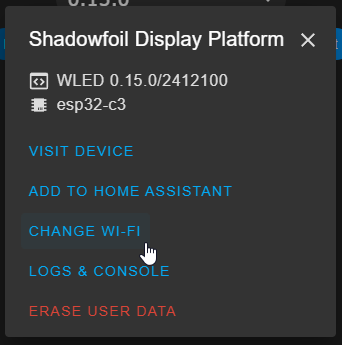 0.15.0
Shadowfoil Display Platform
WLED 0.15.0/2412100
esp32-c3
VISIT DEVICE
ADD TO HOME ASSISTANT
CHANGE WI-FI
LOGS & CONSOLE
ERASE USER DATA